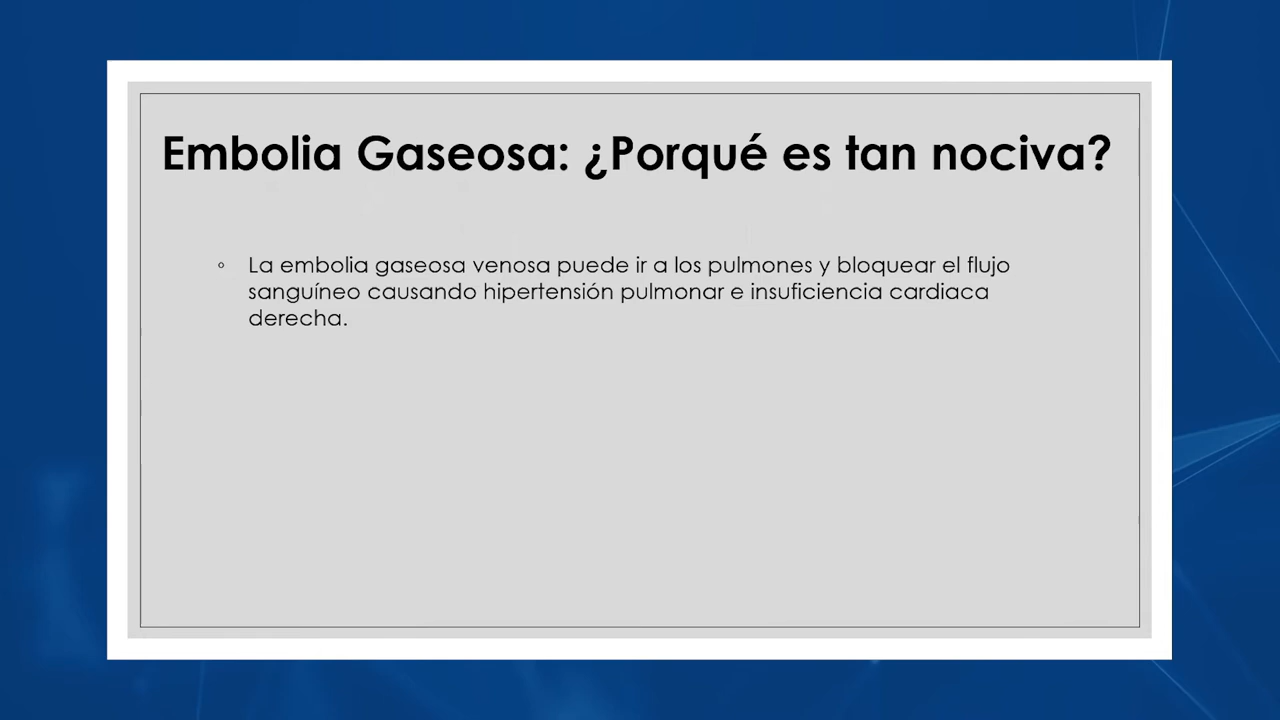 Embolia Gaseosa: ¿Porqué es tan nociva?
◦ La embolia gaseosa venosa puede ir a los pulmones y bloquear el flujo
sanguíneo causando hipertensión pulmonar e insuficiencia cardiaca
derecha.